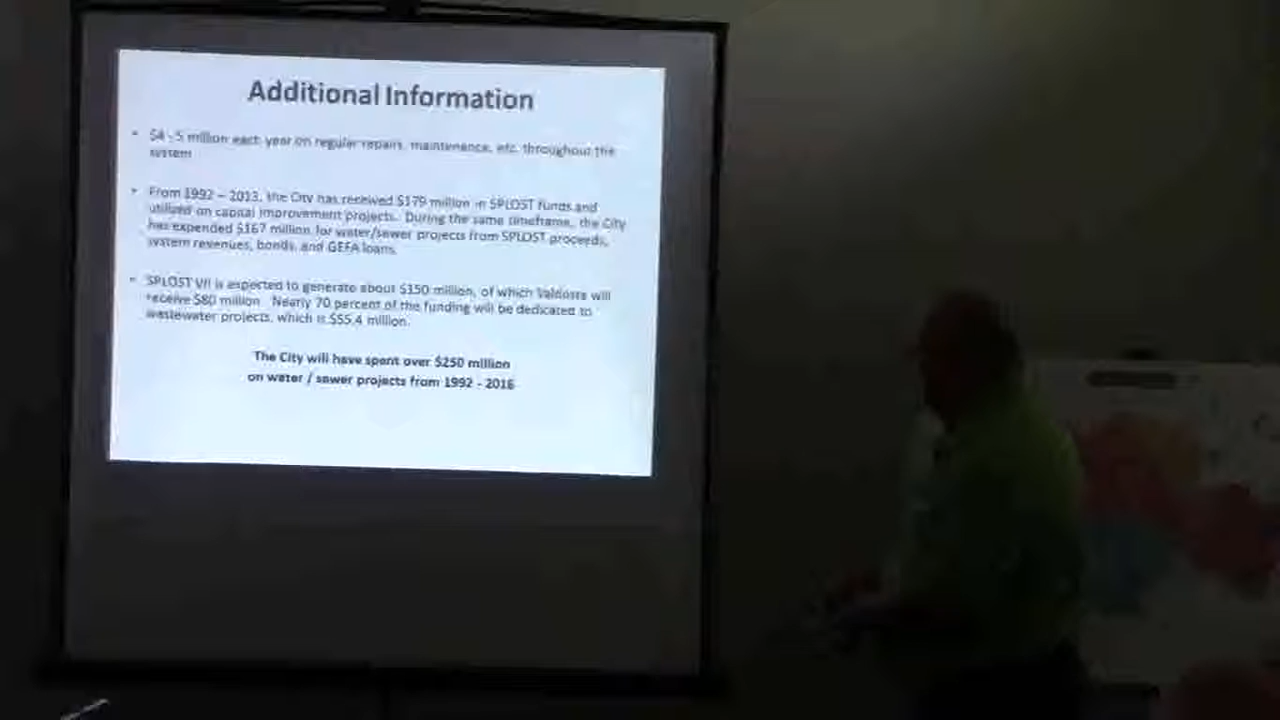 Additional Information
• $4 - 5 million each year on regular repairs, maintenance, etc. throughout the
system
• From 1992 – 2013, the City has received $179 million in SPLOST funds and
utilized on capital improvement projects. During the same timeframe, the City
has expended $167 million for water/sewer projects from SPLOST proceeds,
system revenues, bonds, and GEFA loans.
• SPLOST VII is expected to generate about $150 million, of which Valdosta will
receive $80 million. Nearly 70 percent of the funding will be dedicated to
wastewater projects, which is $55.4 million.
The City will have spent over $250 million
on water / sewer projects from 1992 - 2016